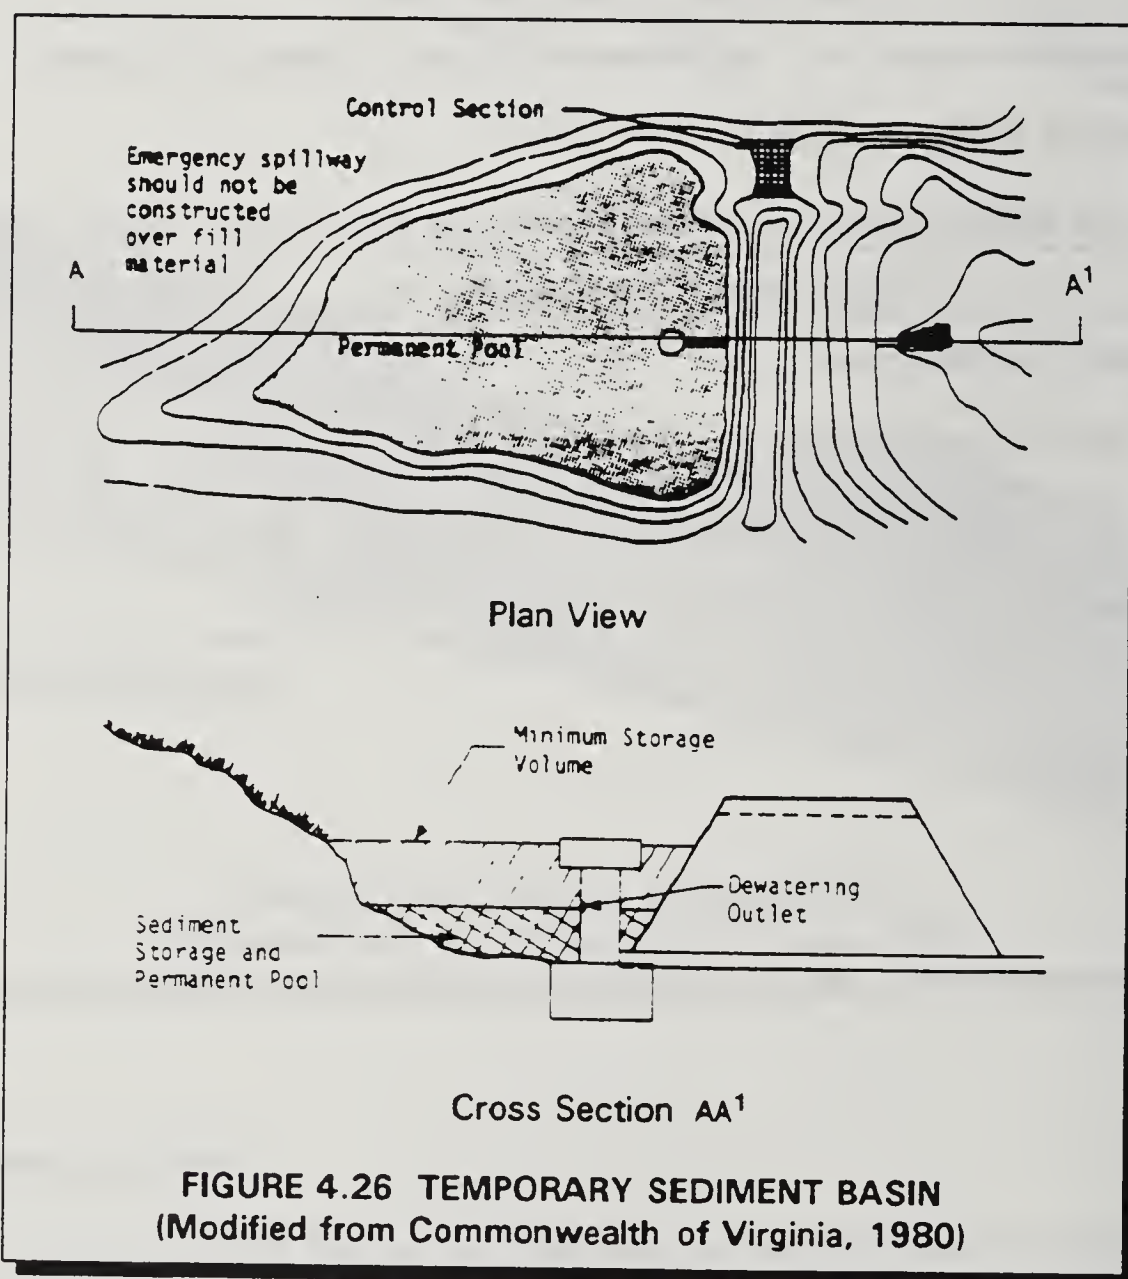 Control Section
Emergency spillway
should not be
constructed
over fill
material
A
A¹
Permanent Pool
Plan View
Minimum Storage
Volume
Dewatering
Outlet
Sediment
Storage and
Permanent Pool
Cross Section AA¹
FIGURE 4.26 TEMPORARY SEDIMENT BASIN
(Modified from Commonwealth of Virginia, 1980)